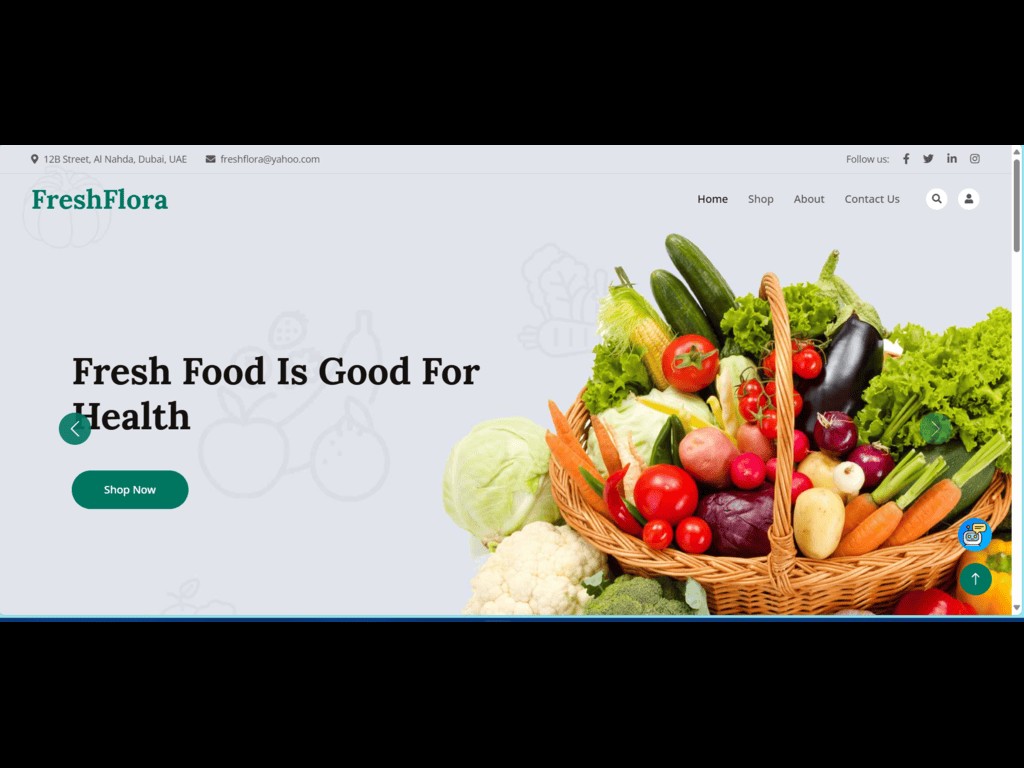 12B Street, Al Nahda, Dubai, UAE freshflora@yahoo.com Follow us:
FreshFlora
Home Shop About Contact Us
Fresh Food Is Good For
Health
Shop Now